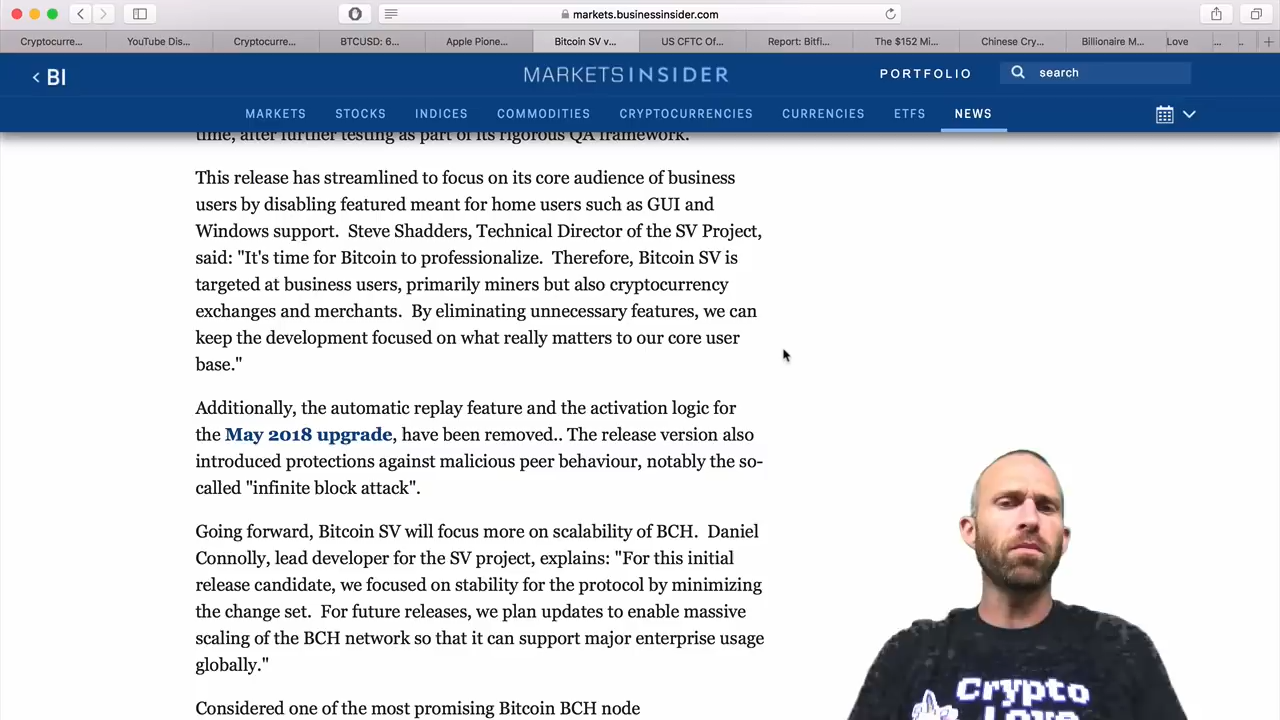 markets.businessinsider.com
Cryptocurre...
YouTube Dis...
Cryptocurre...
BTCUSD: 6...
Apple Pione...
Bitcoin SV v...
US CFTC Of...
Report: Bitfi...
The $152 Mi...
Chinese Cry...
Billionaire M...
Love
...
..
< BI
MARKETS INSIDER
PORTFOLIO
search
MARKETS
STOCKS
INDICES
COMMODITIES
CRYPTOCURRENCIES
CURRENCIES
ETFS
NEWS
time, after further testing as part of its rigorous QA framework.
This release has streamlined to focus on its core audience of business
users by disabling featured meant for home users such as GUI and
Windows support.  Steve Shadders, Technical Director of the SV Project,
said: "It's time for Bitcoin to professionalize.  Therefore, Bitcoin SV is
targeted at business users, primarily miners but also cryptocurrency
exchanges and merchants.  By eliminating unnecessary features, we can
keep the development focused on what really matters to our core user
base."
Additionally, the automatic replay feature and the activation logic for
the May 2018 upgrade, have been removed.. The release version also
introduced protections against malicious peer behaviour, notably the so-
called "infinite block attack".
Going forward, Bitcoin SV will focus more on scalability of BCH.  Daniel
Connolly, lead developer for the SV project, explains: "For this initial
release candidate, we focused on stability for the protocol by minimizing
the change set.  For future releases, we plan updates to enable massive
scaling of the BCH network so that it can support major enterprise usage
globally."
Considered one of the most promising Bitcoin BCH node
Crypto
Love